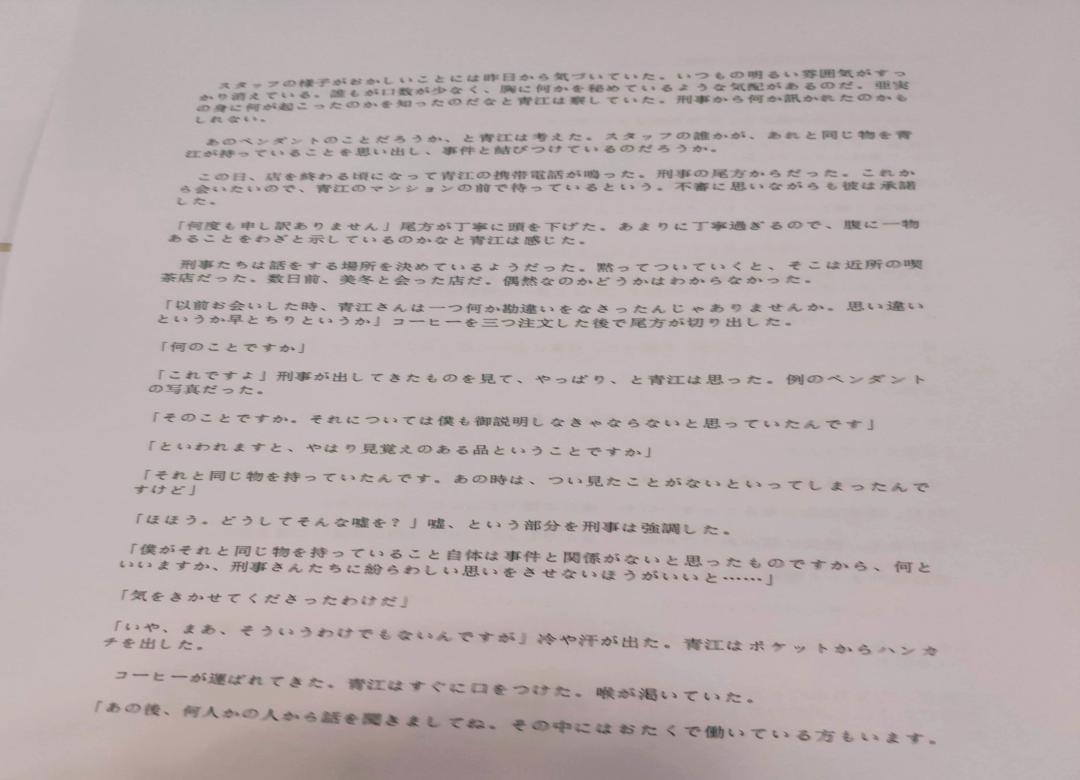 スタッフの様子がおかしいことには昨日から気づいていた。いつもの明るい雰囲気がすっ
かり消えている。誰もが口数が少なく、胸に何かを秘めているような気配があるのだ。亜実
の身に何が起こったのかを知ったのだなと青江は察していた。刑事から何か訊かれたのかも
しれない。
あのペンダントのことだろうか、と青江は考えた。スタッフの誰かが、あれと同じ物を青
江が持っていることを思い出し、事件と結びつけているのだろうか。
この日、店を終わる頃になって青江の携帯電話が鳴った。刑事の尾方からだった。これか
ら会いたいので、青江のマンションの前で待っているという。不審に思いながらも彼は承諾
した。
「何度も申し訳ありません」尾方が丁寧に頭を下げた。あまりに丁寧過ぎるので、腹に一物
あることをわざと示しているのかなと青江は感じた。
刑事たちは話をする場所を決めているようだった。黙ってついていくと、そこは近所の喫
茶店だった。数日前、美冬と会った店だ。偶然なのかどうかはわからなかった。
「以前お会いした時、青江さんは一つ何か勘違いをなさったんじゃありませんか。思い違い
というか早とちりというか」コーヒーを三つ注文した後で尾方が切り出した。
「何のことですか」
「これですよ」刑事が出してきたものを見て、やっぱり、と青江は思った。例のペンダント
の写真だった。
「そのことですか。それについては僕も御説明しなきゃならないと思っていたんです」
「といわれますと、やはり見覚えのある品ということですか」
「それと同じ物を持っていたんです。あの時は、つい見たことがないといってしまったんで
すけど」
「ほほう。どうしてそんな嘘を?」嘘、という部分を刑事は強調した。
「僕がそれと同じ物を持っていること自体は事件と関係がないと思ったものですから、何と
いいますか、刑事さんたちに紛らわしい思いをさせないほうがいいと……」
「気をきかせてくださったわけだ」
「いや、まあ、そういうわけでもないんですが」冷や汗が出た。青江はポケットからハンカ
チを出した。
コーヒーが運ばれてきた。青江はすぐに口をつけた。喉が渇いていた。
「あの後、何人かの人から話を聞きましてね。その中にはおたくで働いている方もいます。